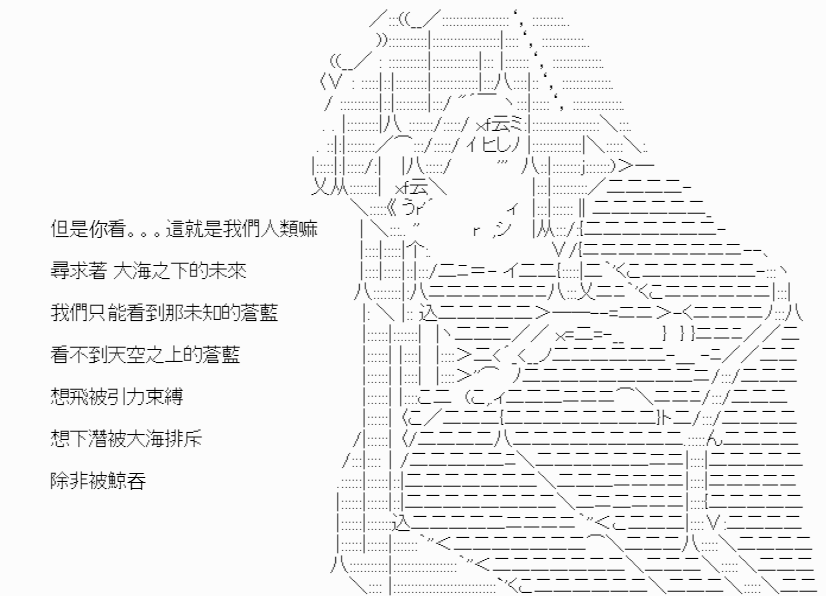 但是你看。。。這就是我們人類嘛
尋求著 大海之下的未來
我們只能看到那未知的蒼藍
看不到天空之上的蒼藍
想飛被引力束縛
想下潛被大海排斥
除非被鯨吞